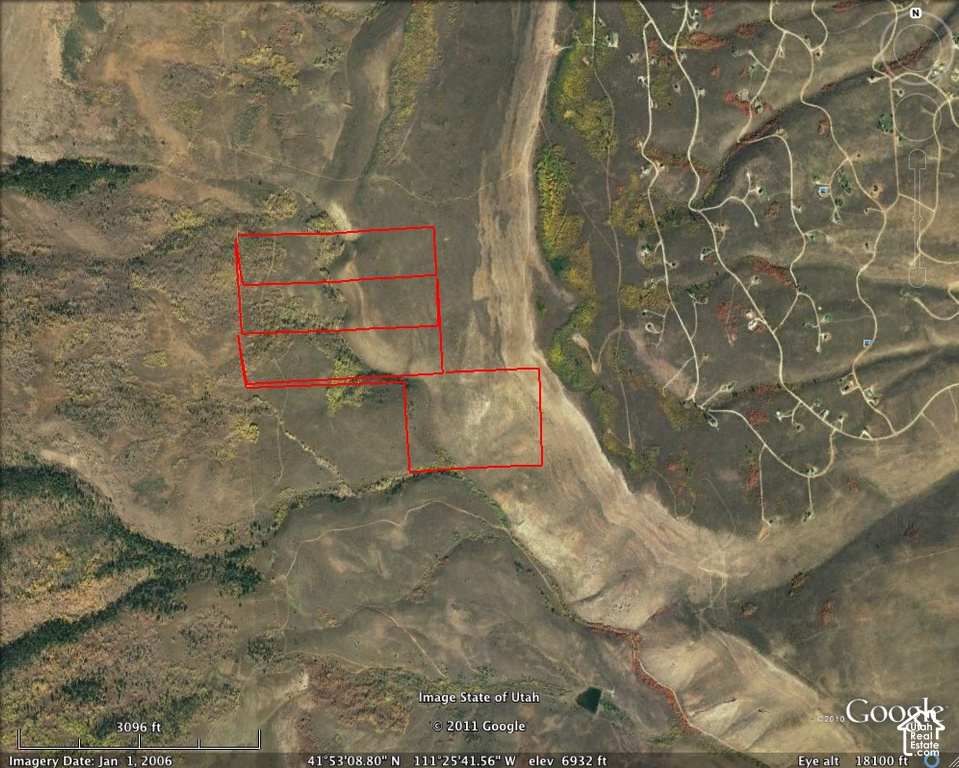 N
Image State of Utah
© 2011 Google
3096 ft
©2010 Google
Utah
Real
Estate
.com
Imagery Date: Jan 1, 2006 41°53'08.80" N 111°25'41.56" W elev 6932 ft Eye alt 18100 ft